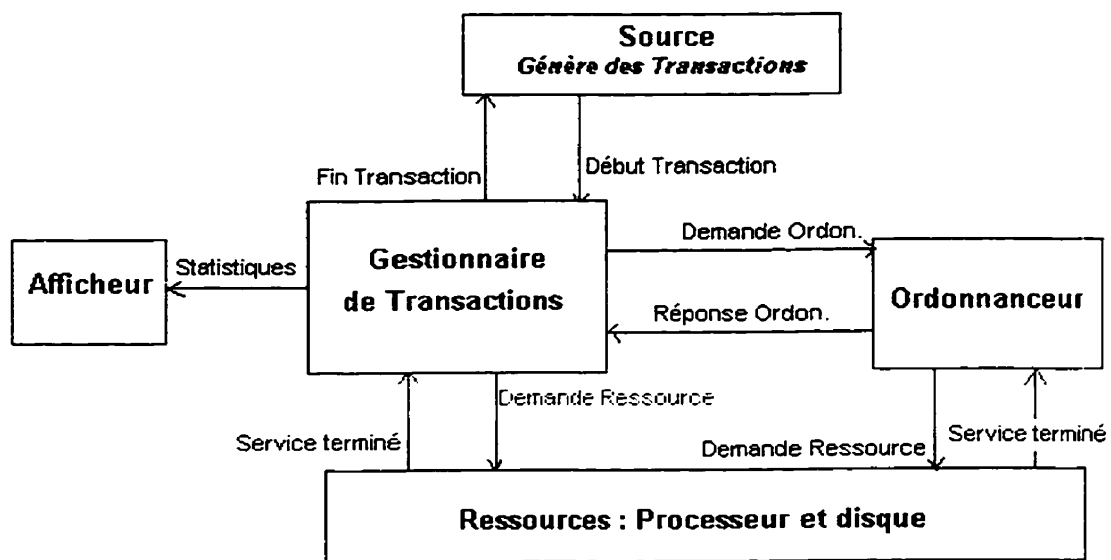 Source
Génère des Transactions
Fin Transaction
Début Transaction
Afficheur
Statistiques
Gestionnaire
de Transactions
Demande Ordon.
Réponse Ordon.
Ordonnanceur
Service terminé
Demande Ressource
Demande Ressource
Service terminé
Ressources : Processeur et disque